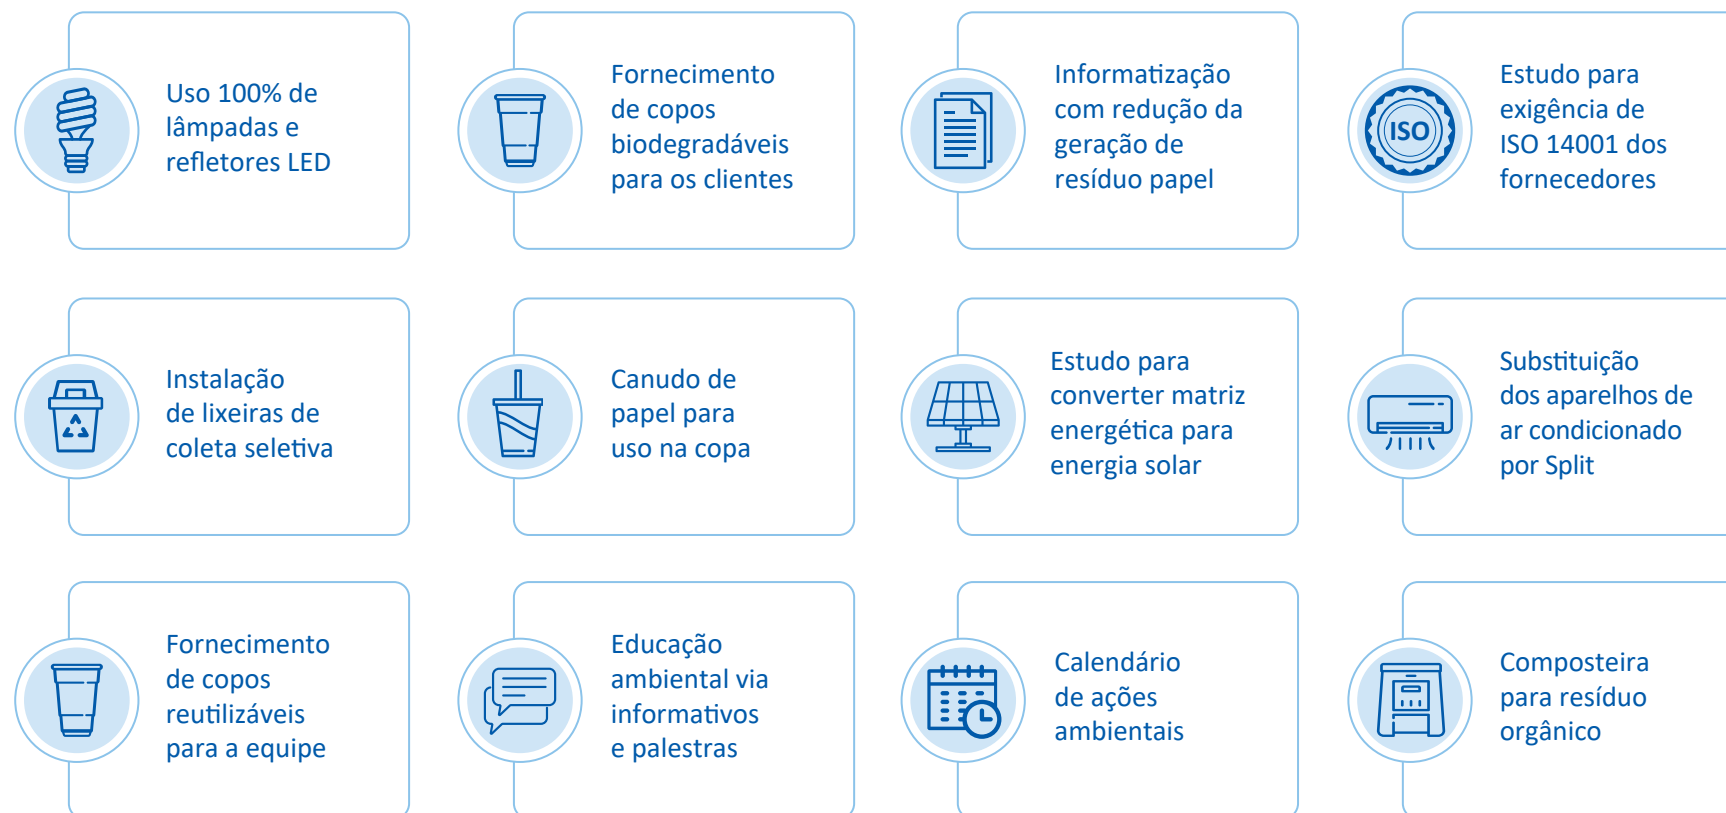 Uso 100% de
lâmpadas e
refletores LED
Fornecimento
de copos
biodegradáveis
para os clientes
Informatização
com redução da
geração de
resíduo papel
ISO
Estudo para
exigência de
ISO 14001 dos
fornecedores
Instalação
de lixeiras de
coleta seletiva
Canudo de
papel para
uso na copa
Estudo para
converter matriz
energética para
energia solar
Substituição
dos aparelhos de
ar condicionado
por Split
Fornecimento
de copos
reutilizáveis
para a equipe
Educação
ambiental via
informativos
e palestras
Calendário
de ações
ambientais
Composteira
para resíduo
orgânico